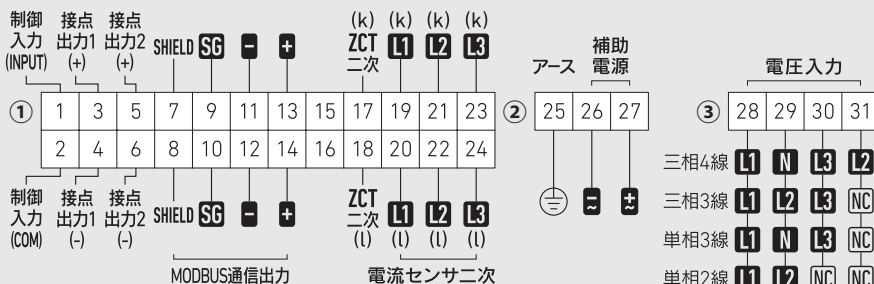 制御 接点 接点
入力 出力1 出力2
(INPUT) (+) (+)
SHIELD SG - +
(k) (k) (k) (k)
ZCT L1 L2 L3
二次
① 1 3 5 7 9 11 13 15 17 19 21 23
2 4 6 8 10 12 14 16 18 20 22 24
制御 接点 接点
入力 出力1 出力2
(COM) (-) (-)
SHIELD SG - +
ZCT L1 L2 L3
二次
(l) (l) (l) (l)
MODBUS通信出力 電流センサ二次
アース 補助
電源
② 25 26 27
- ~ + ~
電圧入力
③ 28 29 30 31
三相4線 L1 N L3 L2
三相3線 L1 L2 L3 NC
単相3線 L1 N L3 NC
単相2線 L1 L2 NC NC